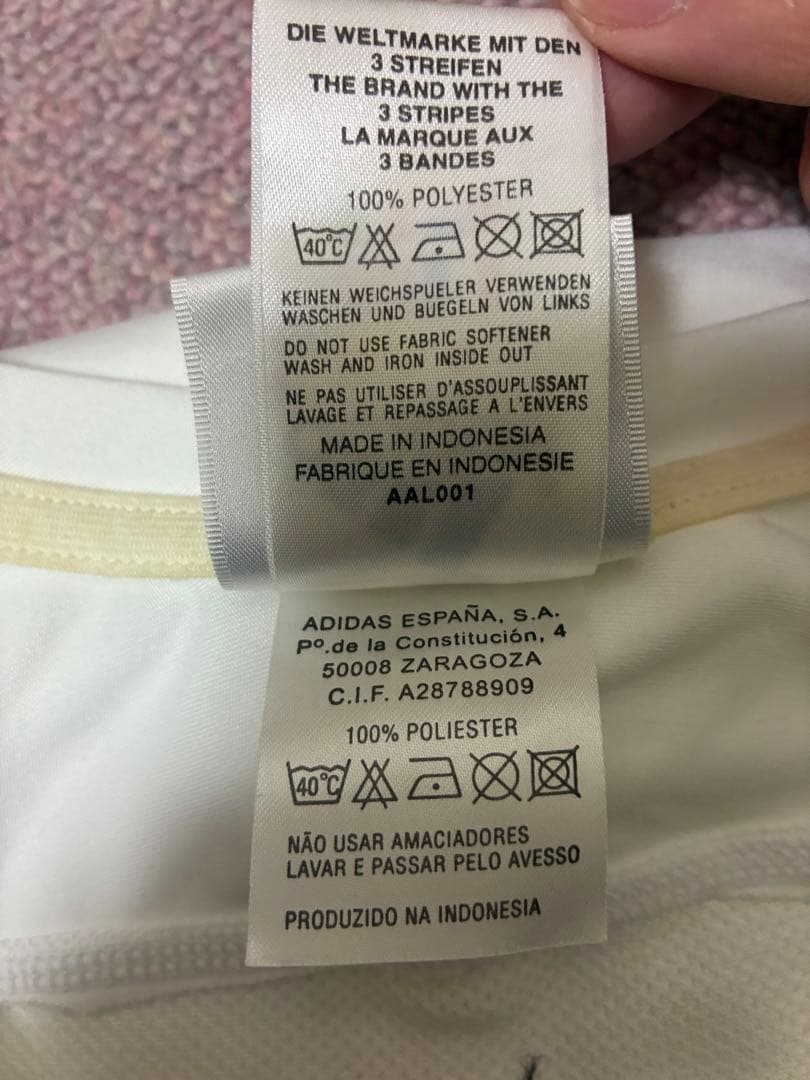 DIE WELTMARKE MIT DEN
3 STREIFEN
THE BRAND WITH THE
3 STRIPES
LA MARQUE AUX
3 BANDES
100% POLYESTER
40°C
KEINEN WEICHSPUELER VERWENDEN
WASCHEN UND BUEGELN VON LINKS
DO NOT USE FABRIC SOFTENER
WASH AND IRON INSIDE OUT
NE PAS UTILISER D'ASSOUPLISSANT
LAVAGE ET REPASSAGE A L'ENVERS
MADE IN INDONESIA
FABRIQUE EN INDONESIE
AAL001
ADIDAS ESPAÑA, S.A.
Pº.de la Constitución, 4
50008 ZARAGOZA
C.I.F. A28788909
100% POLIESTER
40°C
NÃO USAR AMACIADORES
LAVAR E PASSAR PELO AVESSO
PRODUZIDO NA INDONESIA